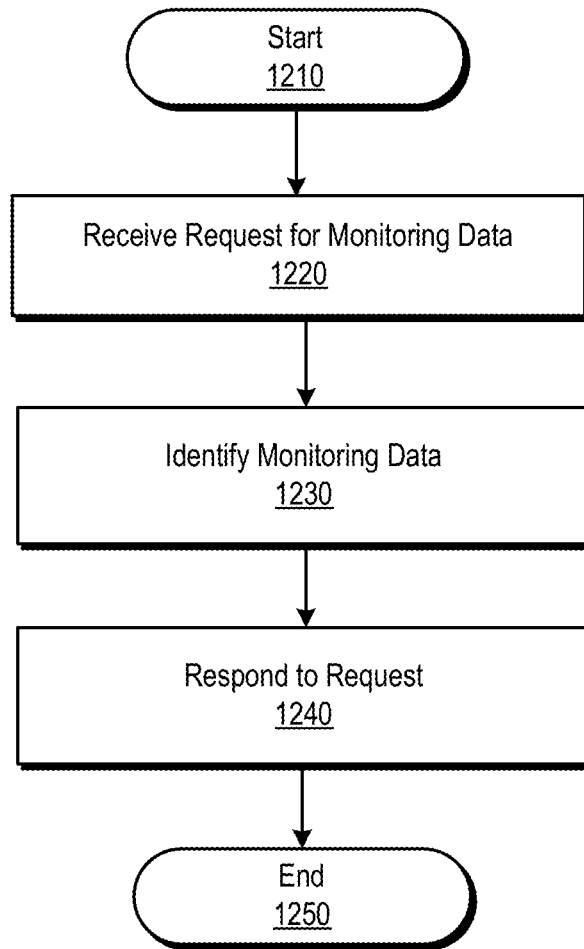 Start
1210
Receive Request for Monitoring Data
1220
Identify Monitoring Data
1230
Respond to Request
1240
End
1250